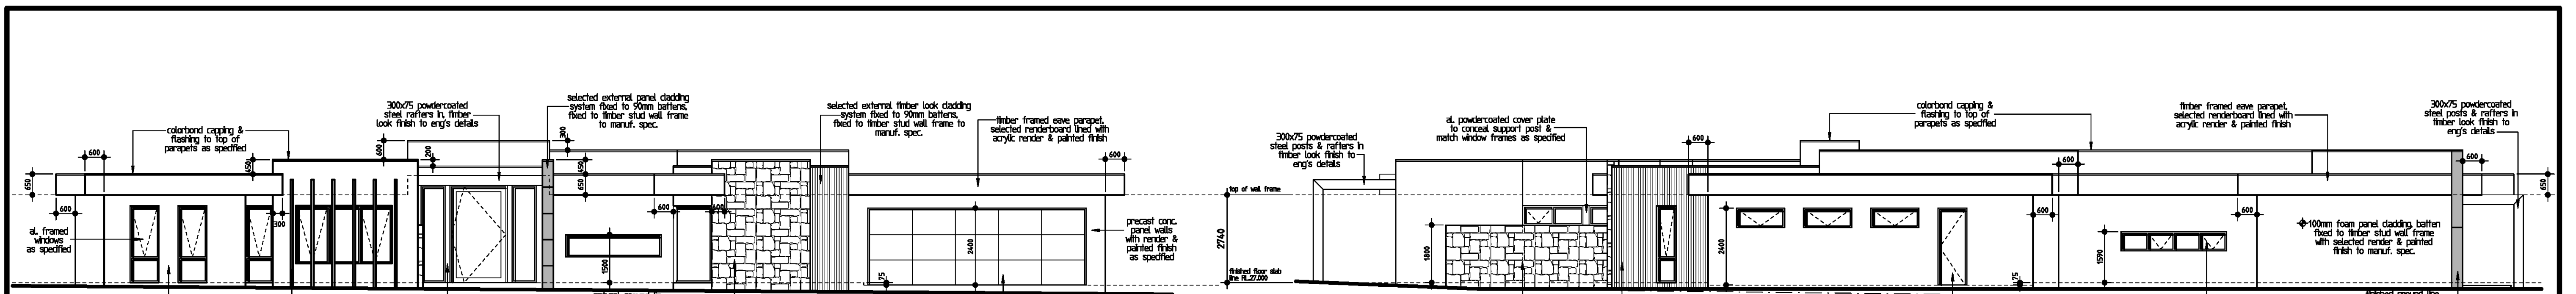 colorbond capping &
flashing to top of
parapets as specified
300x75 powdercoated
steel rafters in, timber
look finish to eng's details
selected external panel cladding
system fixed to 90mm battens,
fixed to timber stud wall frame
to manuf. spec.
selected external timber look cladding
system fixed to 90mm battens,
fixed to timber stud wall frame to
manuf. spec.
timber framed eave parapet,
selected renderboard lined with
acrylic render & painted finish
600
650
600
al. framed
windows
as specified
450
300
600
200
300
450
650
600
600
1500
600
2400
75
precast conc.
panel walls
with render &
painted finish
as specified
top of wall frame
2740
finished floor slab
line RL.27.000
300x75 powdercoated
steel posts & rafters in
timber look finish to
eng's details
al. powdercoated cover plate
to conceal support post &
match window frames as specified
1800
600
2400
colorbond capping &
flashing to top of
parapets as specified
timber framed eave parapet,
selected renderboard lined with
acrylic render & painted finish
300x75 powdercoated
steel posts & rafters in
timber look finish to
eng's details
600
600
75
1590
600
600
650
100mm foam panel cladding, batten
fixed to timber stud wall frame
with selected render & painted
finish to manuf. spec.
finished ground line